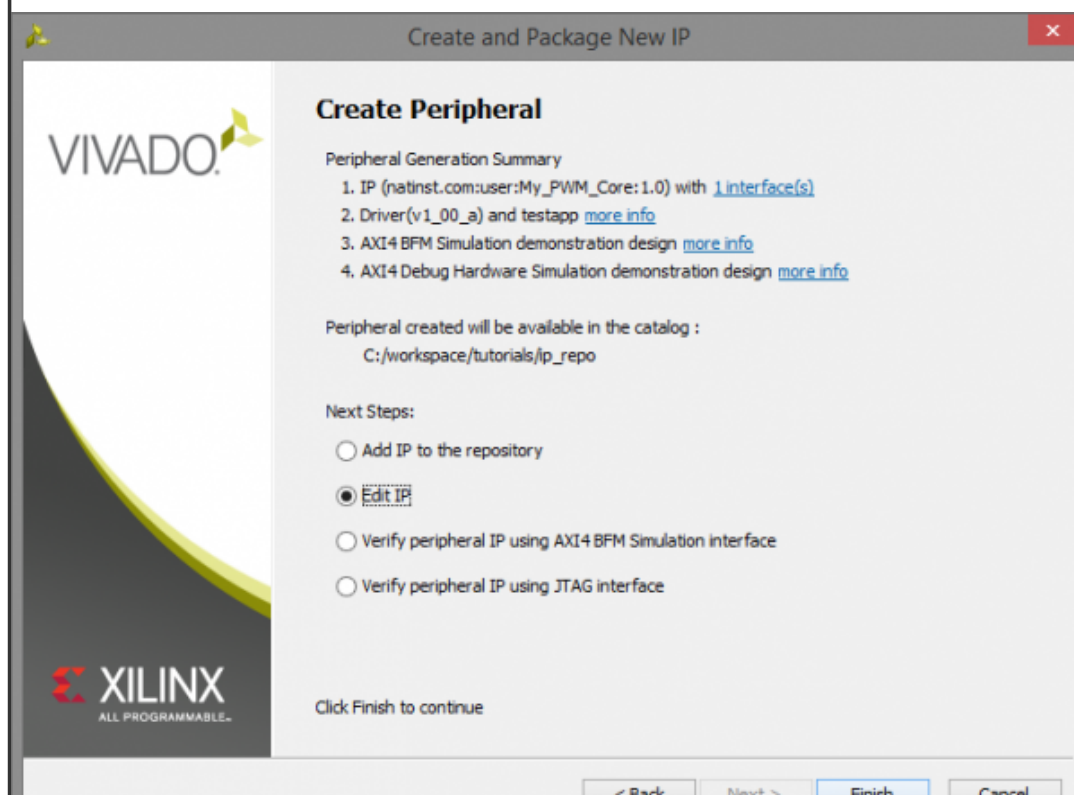 Create and Package New IP
VIVADO.
Create Peripheral
Peripheral Generation Summary
1. IP (natinst.com:user:My_PWM_Core:1.0) with 1 interface(s)
2. Driver(v1_00_a) and testapp more info
3. AXI4 BFM Simulation demonstration design more info
4. AXI4 Debug Hardware Simulation demonstration design more info
Peripheral created will be available in the catalog :
C:/workspace/tutorials/ip_repo
Next Steps:
Add IP to the repository
Edit IP
Verify peripheral IP using AXI4 BFM Simulation interface
Verify peripheral IP using JTAG interface
XILINX
ALL PROGRAMMABLE™
Click Finish to continue
< Back Next > Finish Cancel